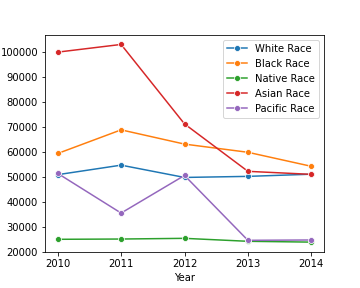 100000
90000
80000
70000
60000
50000
40000
30000
20000
2010 2011 2012 2013 2014
Year
White Race
Black Race
Native Race
Asian Race
Pacific Race